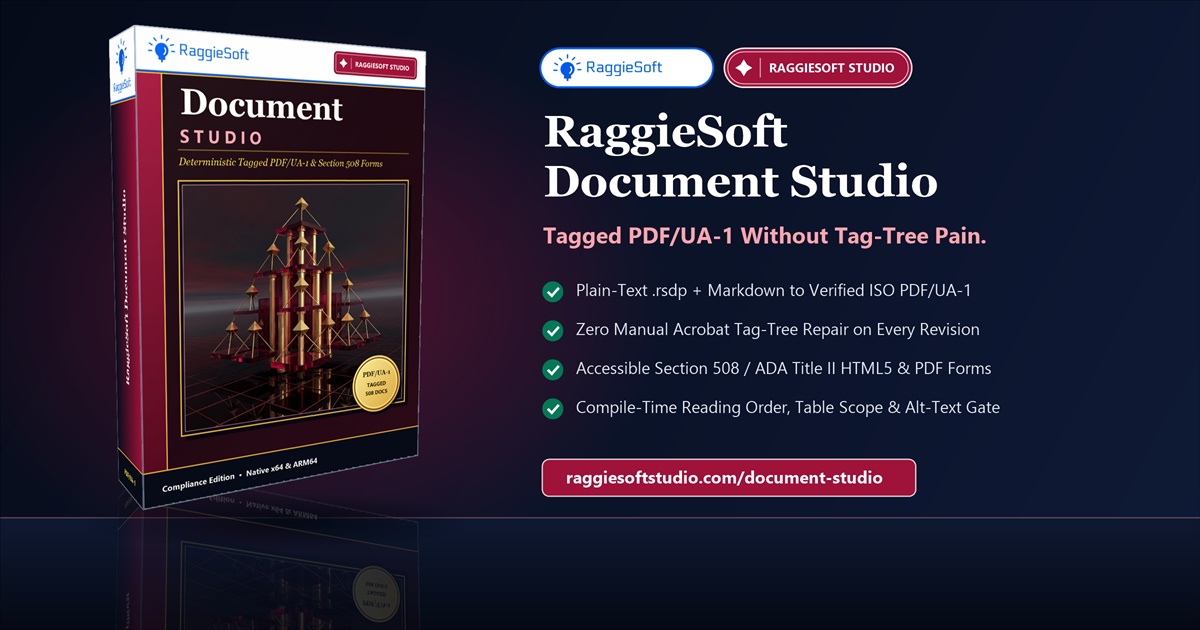 RaggieSoft
RAGGIESOFT STUDIO
Document
STUDIO
Deterministic Tagged PDF/UA-1 & Section 508 Forms
PDF/UA-1
TAGGED
508 DOCS
Compliance Edition • Native x64 & ARM64
RaggieSoft
RaggieSoft Document Studio
RaggieSoft
RAGGIESOFT STUDIO
RaggieSoft
Document Studio
Tagged PDF/UA-1 Without Tag-Tree Pain.
Plain-Text .rsdp + Markdown to Verified ISO PDF/UA-1
Zero Manual Acrobat Tag-Tree Repair on Every Revision
Accessible Section 508 / ADA Title II HTML5 & PDF Forms
Compile-Time Reading Order, Table Scope & Alt-Text Gate
raggiesoftstudio.com/document-studio